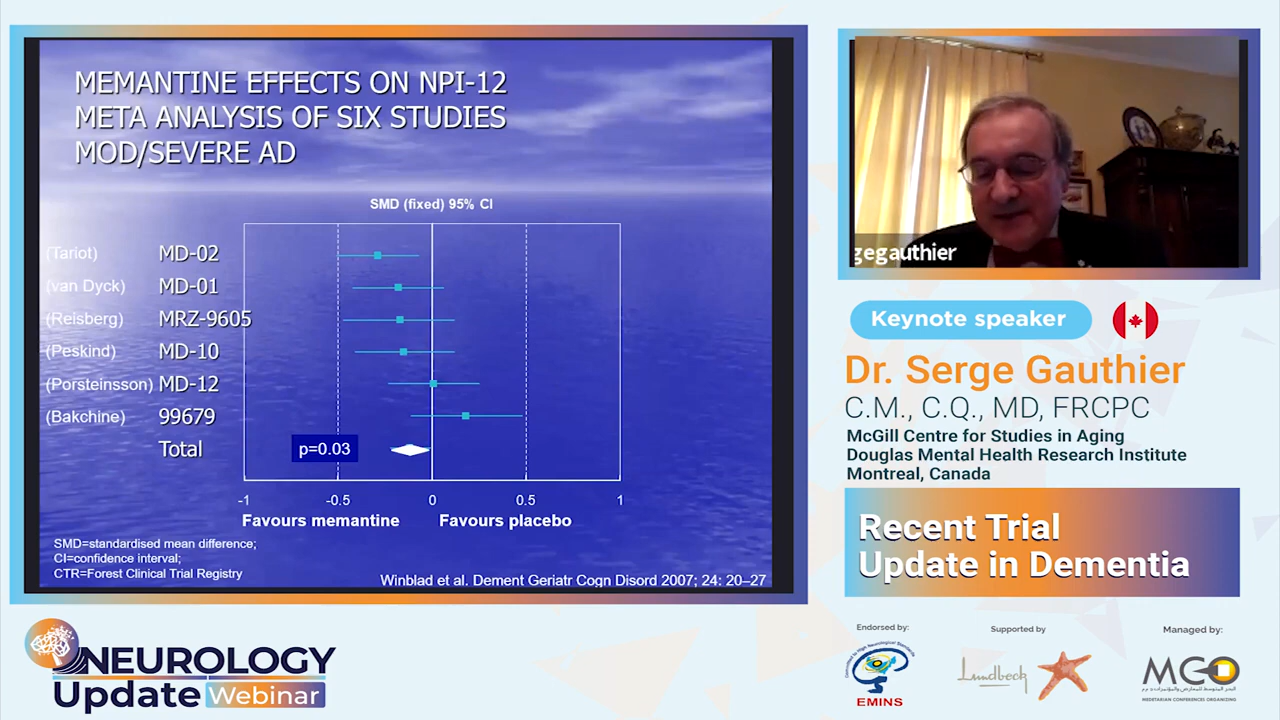 MEMANTINE EFFECTS ON NPI-12
META ANALYSIS OF SIX STUDIES
MOD/SEVERE AD
SMD (fixed) 95% CI
(Tariot) MD-02
(van Dyck) MD-01
(Reisberg) MRZ-9605
(Peskind) MD-10
(Porsteinsson) MD-12
(Bakchine) 99679
Total p=0.03
-1 -0.5 0 0.5 1
Favours memantine Favours placebo
SMD=standardised mean difference;
CI=confidence interval;
CTR=Forest Clinical Trial Registry
Winblad et al. Dement Geriatr Cogn Disord 2007; 24: 20–27
gegauthier
Keynote speaker
Dr. Serge Gauthier
C.M., C.Q., MD, FRCPC
McGill Centre for Studies in Aging
Douglas Mental Health Research Institute
Montreal, Canada
Recent Trial
Update in Dementia
NEUROLOGY
Update Webinar
Endorsed by:
EMINS
Supported by
Lundbeck
Managed by:
MCO
MEDITARIAN CONFERENCES ORGANIZING